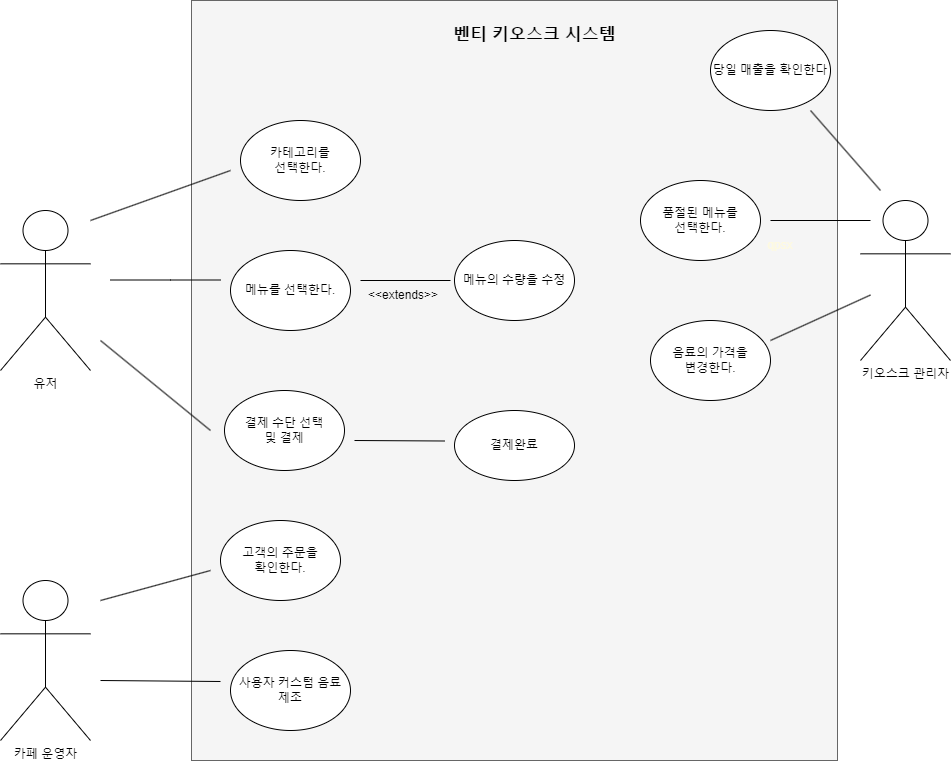 벤티 키오스크 시스템
당일 매출을 확인한다
카테고리를
선택한다.
품절된 메뉴를
선택한다.
메뉴를 선택한다.
<<extends>>
메뉴의 수량을 수정
음료의 가격을
변경한다.
유저
키오스크 관리자
결제 수단 선택
및 결제
결제완료
고객의 주문을
확인한다.
사용자 커스텀 음료
제조
카페 운영자